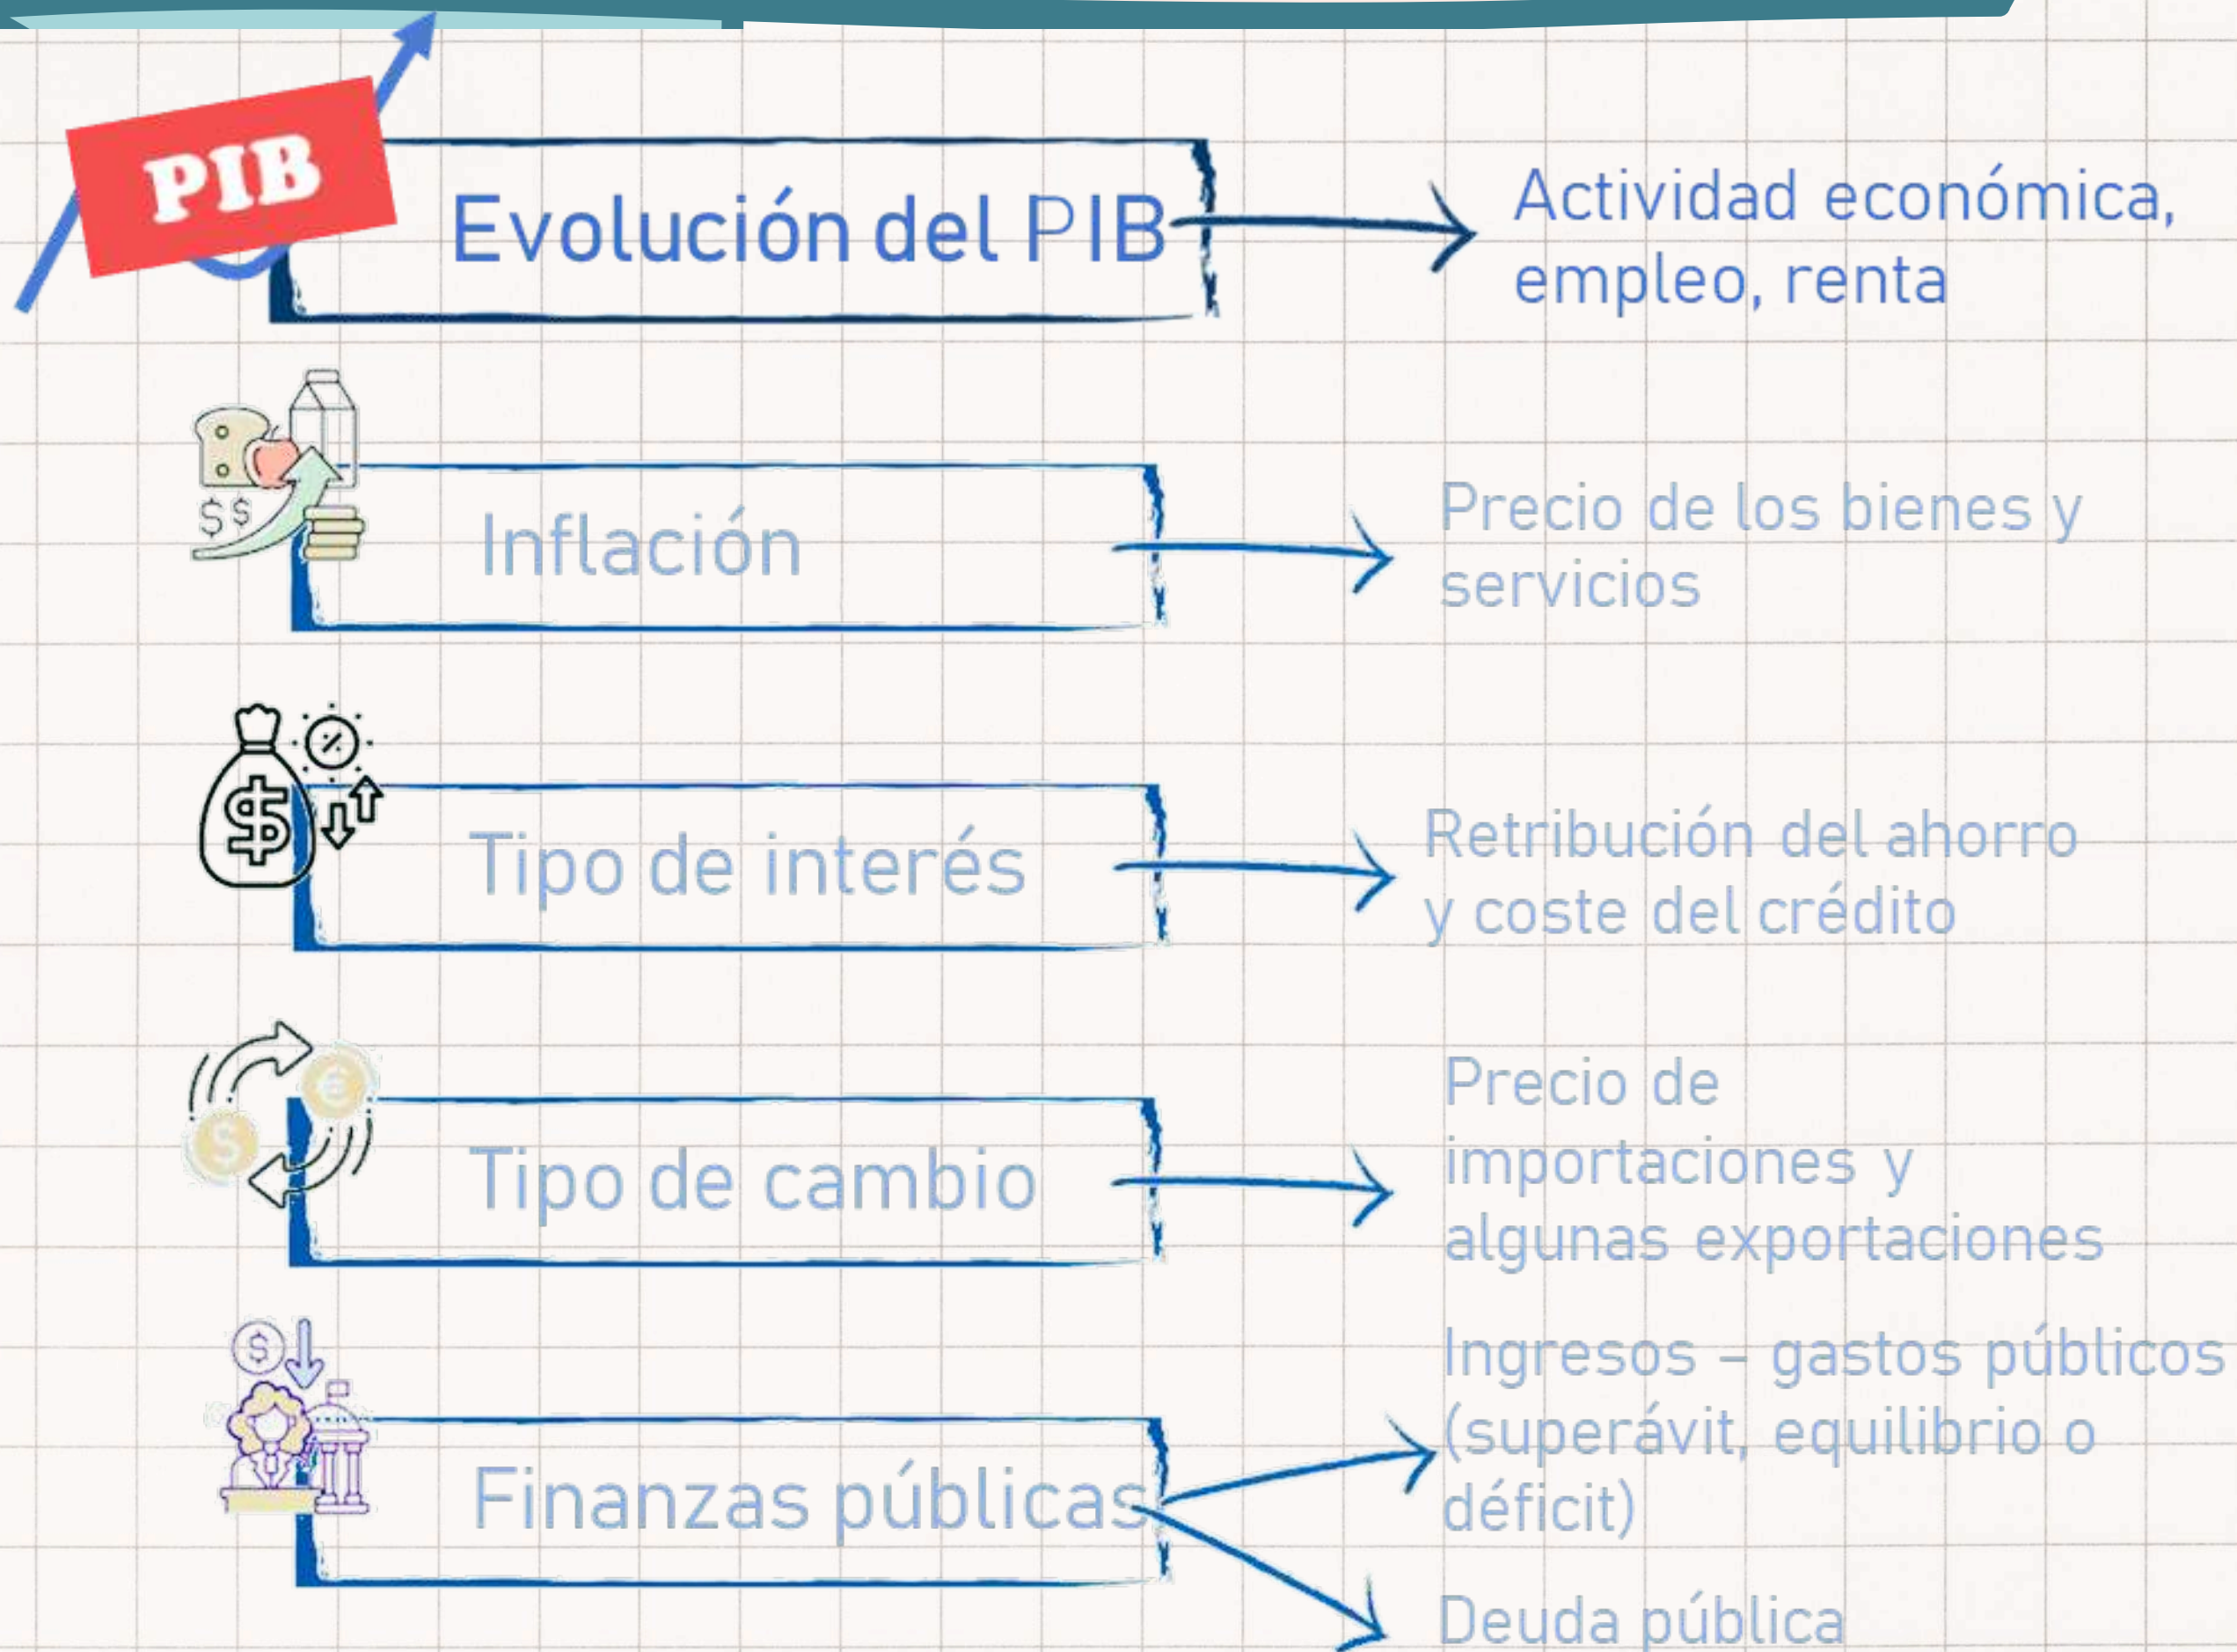 PIB
Evolución del PIB
Actividad económica,
empleo, renta
$ $
Inflación
Precio de los bienes y
servicios
%
$
Tipo de interés
Retribución del ahorro
y coste del crédito
€
$
Tipo de cambio
Precio de
importaciones y
algunas exportaciones
$
Finanzas públicas
Ingresos – gastos públicos
(superávit, equilibrio o
déficit)
Deuda pública